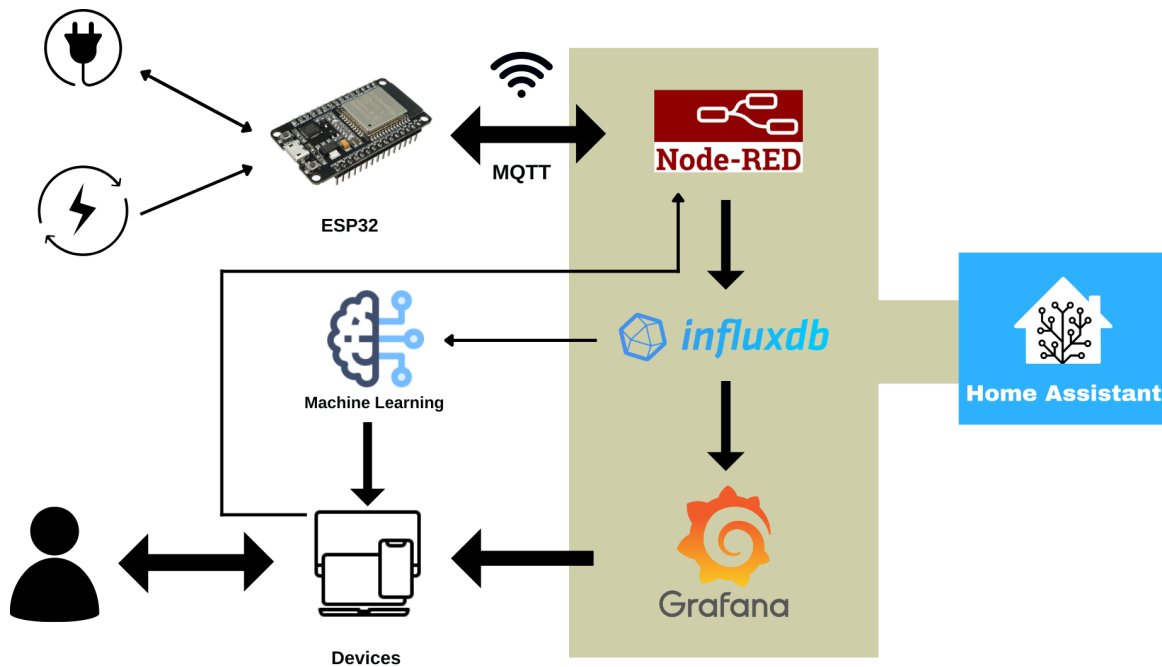 MQTT
Node-RED
ESP32
influxdb
Machine Learning
Home Assistant
Grafana
Devices